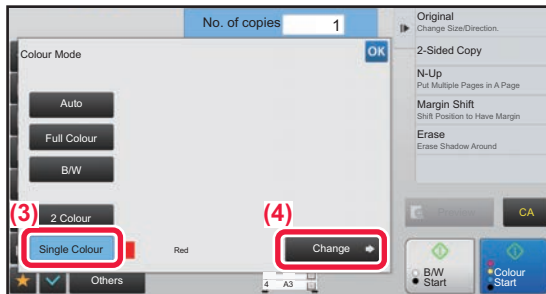 No. of copies 1
Colour Mode
OK
Auto
Full Colour
B/W
(3)
2 Colour
Single Colour
Red
(4)
Change
Others
4 A3
Original
Change Size/Direction.
2-Sided Copy
N-Up
Put Multiple Pages in A Page
Margin Shift
Shift Position to Have Margin
Erase
Erase Shadow Around
CA
B/W
Start
Colour
Start